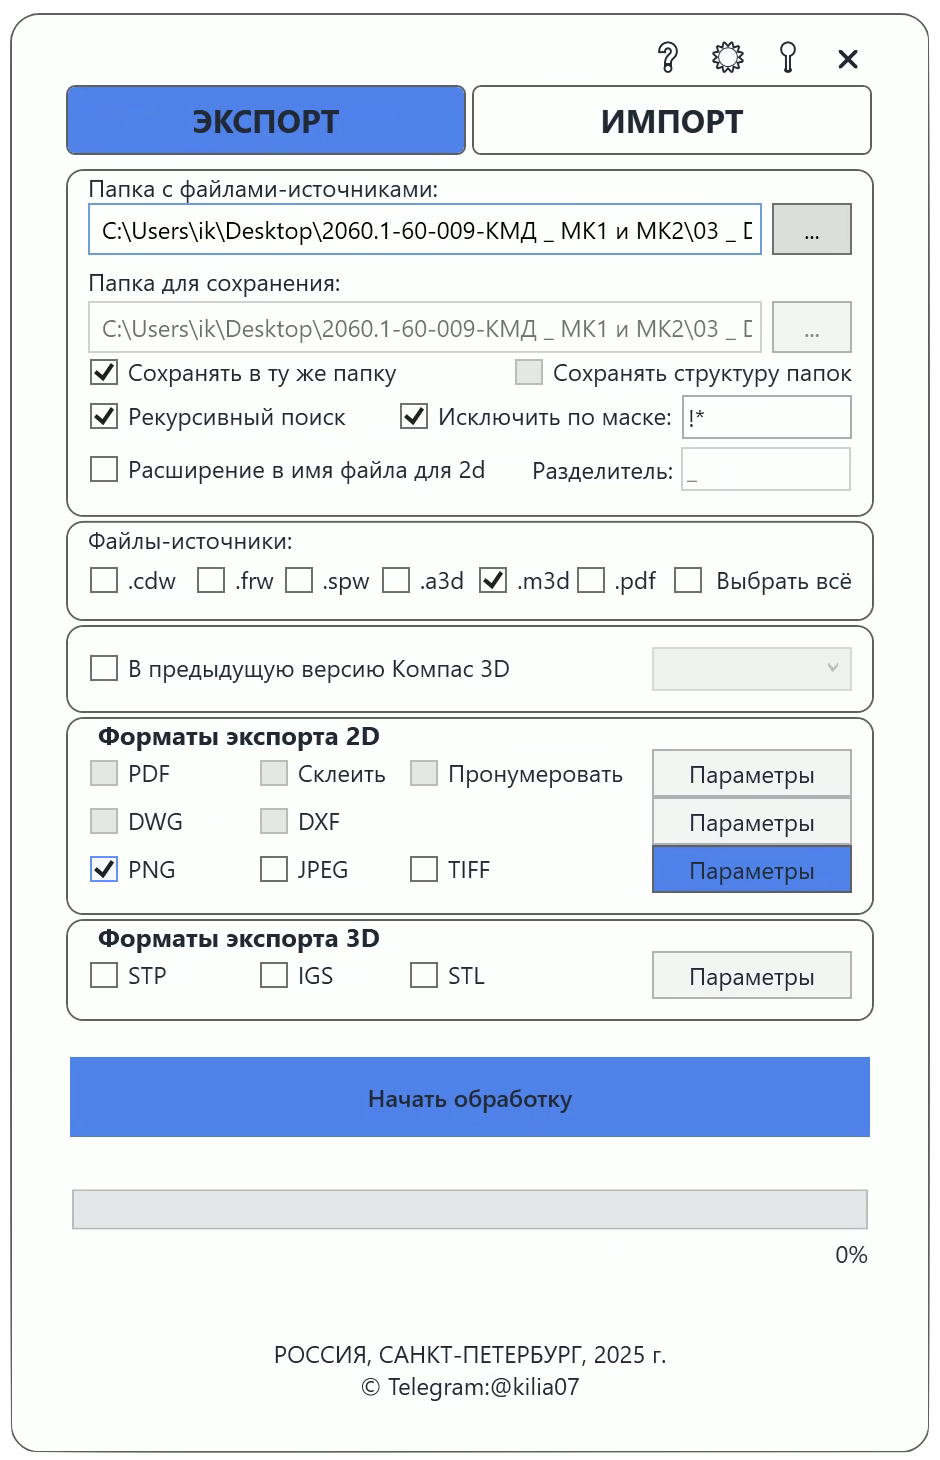 ЭКСПОРТ ИМПОРТ
Папка с файлами-источниками:
C:\Users\ik\Desktop\2060.1-60-009-КМД _ МК1 и МК2\03 _ D ...
Папка для сохранения:
C:\Users\ik\Desktop\2060.1-60-009-КМД _ МК1 и МК2\03 _ D ...
Сохранять в ту же папку Сохранять структуру папок
Рекурсивный поиск Исключить по маске: !*
Расширение в имя файла для 2d Разделитель: _
Файлы-источники:
.cdw .frw .spw .a3d .m3d .pdf Выбрать всё
В предыдущую версию Компас 3D
Форматы экспорта 2D
PDF Склеить Пронумеровать Параметры
DWG DXF Параметры
PNG JPEG TIFF Параметры
Форматы экспорта 3D
STP IGS STL Параметры
Начать обработку
0%
РОССИЯ, САНКТ-ПЕТЕРБУРГ, 2025 г.
© Telegram:@kilia07